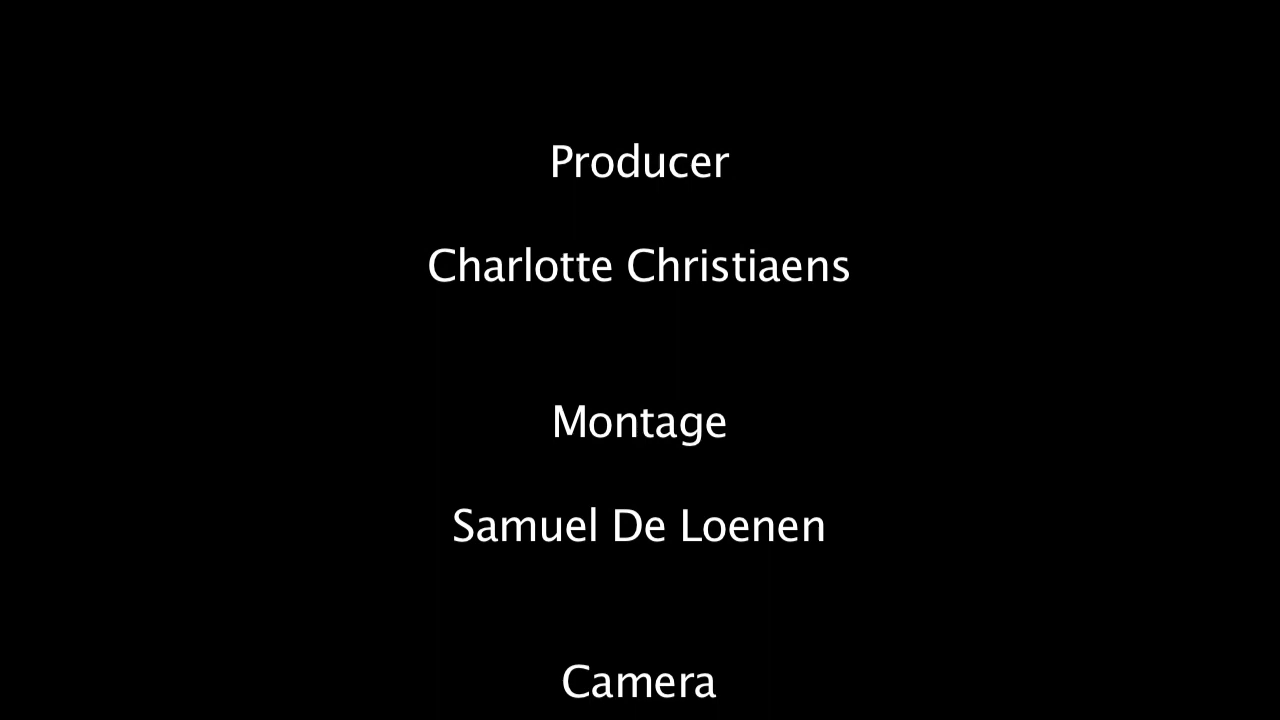 Producer
Charlotte Christiaens
Montage
Samuel De Loenen
Camera